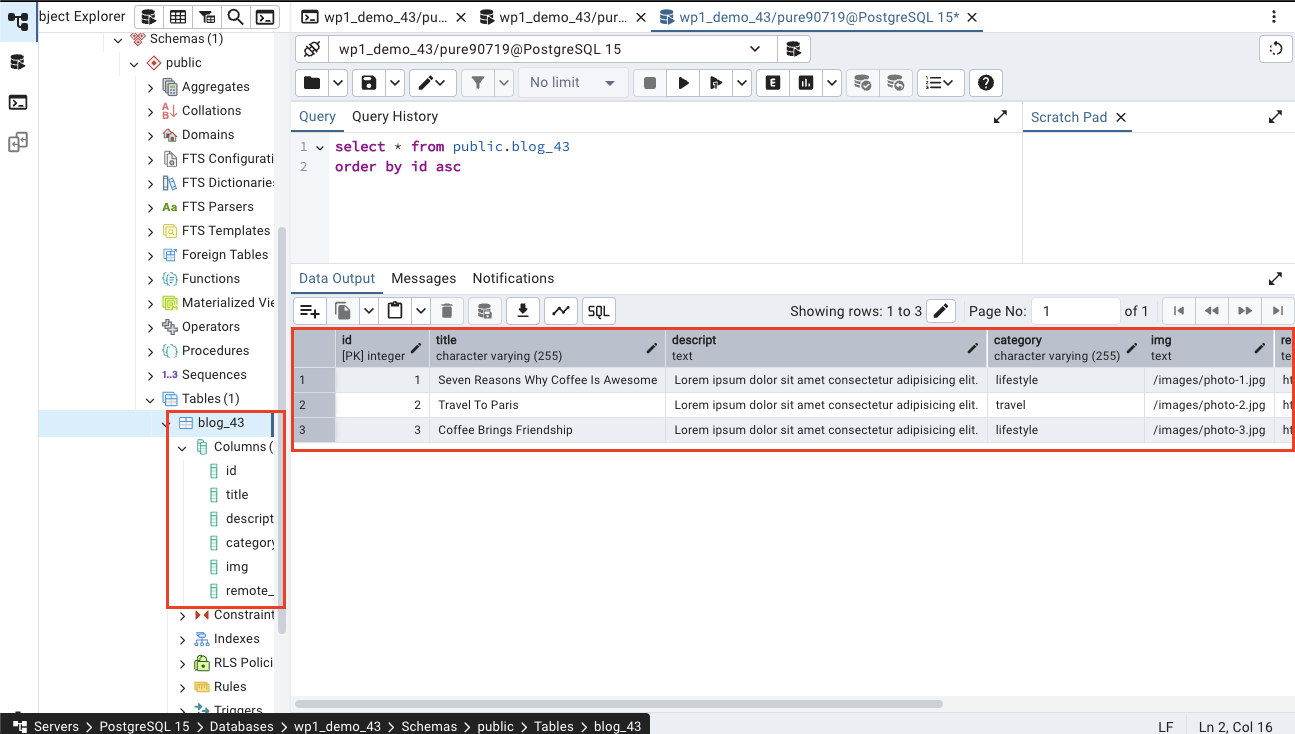 bject Explorer
wp1_demo_43/pu...
wp1_demo_43/pur...
wp1_demo_43/pure90719@PostgreSQL 15*
Schemas (1)
public
Aggregates
Collations
Domains
FTS Configurati
FTS Dictionaries
FTS Parsers
FTS Templates
Foreign Tables
Functions
Materialized Vie
Operators
Procedures
1..3 Sequences
Tables (1)
blog_43
Columns (
id
title
descript
category
img
remote_
Constraint
Indexes
RLS Polici
Rules
Triggers
wp1_demo_43/pure90719@PostgreSQL 15
No limit
E
Query Query History
Scratch Pad
1 select * from public.blog_43
2 order by id asc
Data Output Messages Notifications
SQL
Showing rows: 1 to 3
Page No: 1 of 1
id title descript category img re
[PK] integer character varying (255) text character varying (255) text te
1 1 Seven Reasons Why Coffee Is Awesome Lorem ipsum dolor sit amet consectetur adipisicing elit. lifestyle /images/photo-1.jpg ht
2 2 Travel To Paris Lorem ipsum dolor sit amet consectetur adipisicing elit. travel /images/photo-2.jpg ht
3 3 Coffee Brings Friendship Lorem ipsum dolor sit amet consectetur adipisicing elit. lifestyle /images/photo-3.jpg ht
Servers > PostgreSQL 15 > Databases > wp1_demo_43 > Schemas > public > Tables > blog_43
LF Ln 2, Col 16